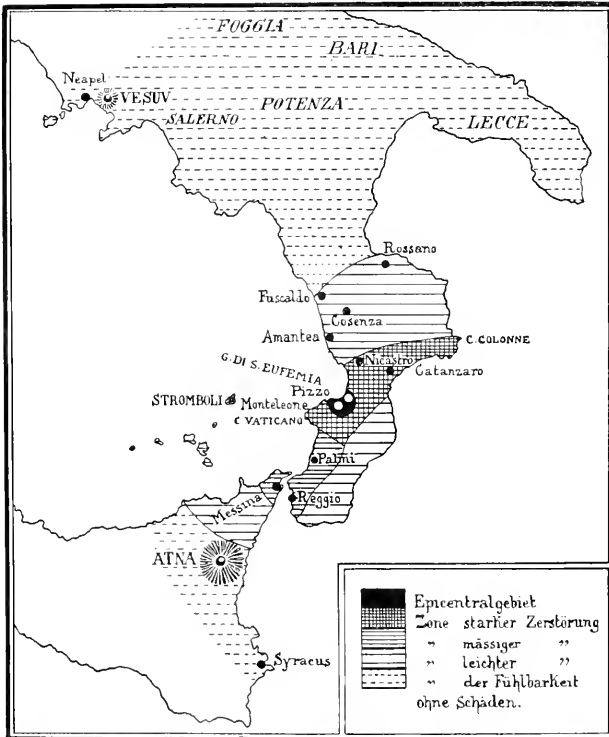 FOGGIA
BARI
Neapel
VESUV
POTENZA
SALERNO
LECCE
Rossano
Fuscaldo
Cosenza
Amantea
C. COLONNE
G. DI S. EUFEMIA
Nicastro
Catanzaro
Pizzo
STROMBOLI
Monteleone
C VATICANO
Palmi
Messina
Reggio
ATNA
Syracus
Epicentralgebiet
Zone starker Zerstörung
„ mässiger „
„ leichter „
„ der Fühlbarkeit
ohne Schäden.